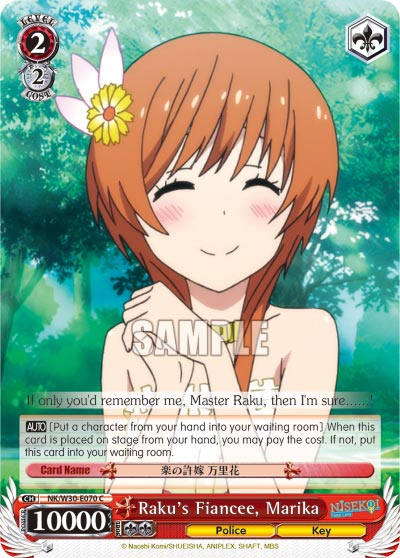 LEVEL
2
2
COST
SAMPLE
If only you'd remember me, Master Raku, then I'm sure......!
AUTO [Put a character from your hand into your waiting room] When this
card is placed on stage from your hand, you may pay the cost. If not, put
this card into your waiting room.
Card Name 楽の許嫁 万里花
CH NK/W30-E070 C
Raku's Fiancee, Marika
NISEKOI
10000
Police Key
© Naoshi Komi/SHUEISHA, ANIPLEX, SHAFT, MBS